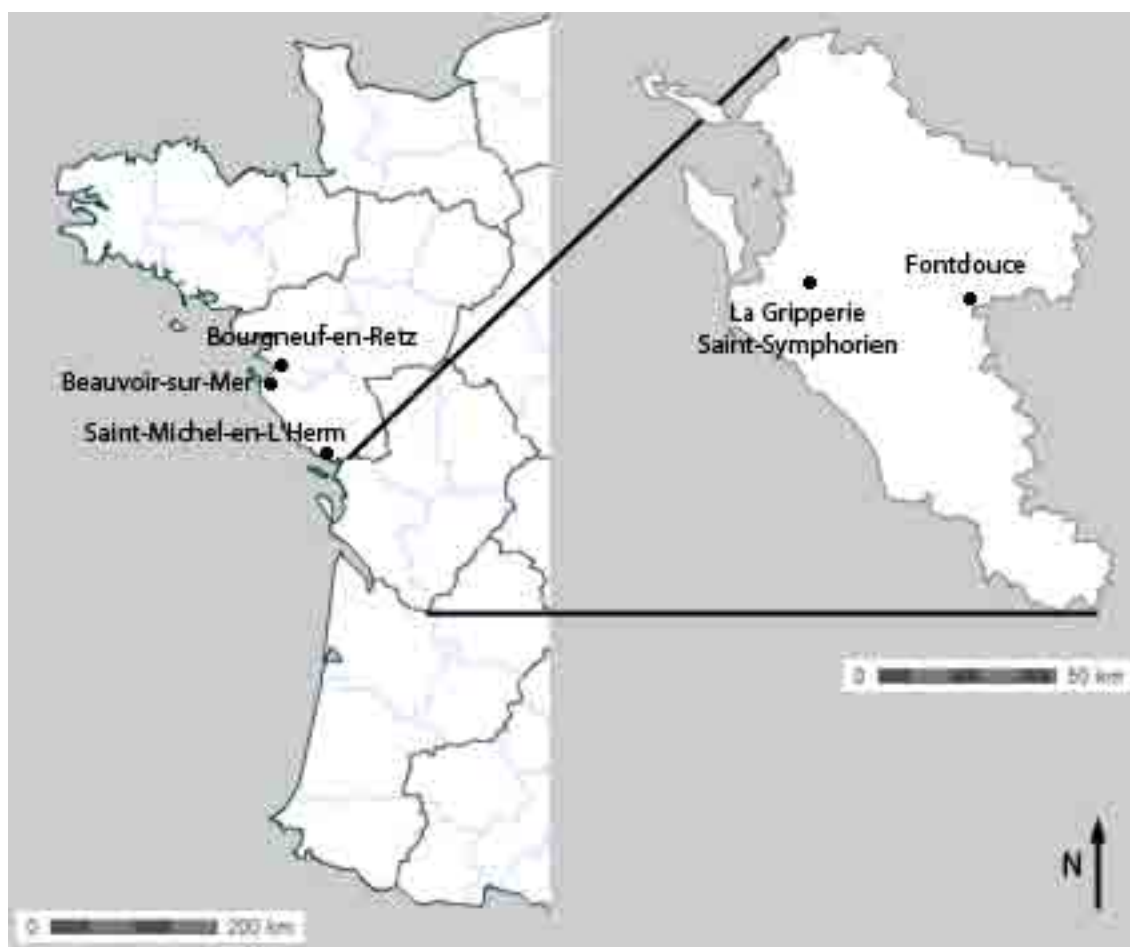 Fontdouce
La Gripperie
Saint-Symphorien
Bourgneuf-en-Retz
Beauvoir-sur-Mer
Saint-Michel-en-L'Herm
0 50 km
N
0 200 km